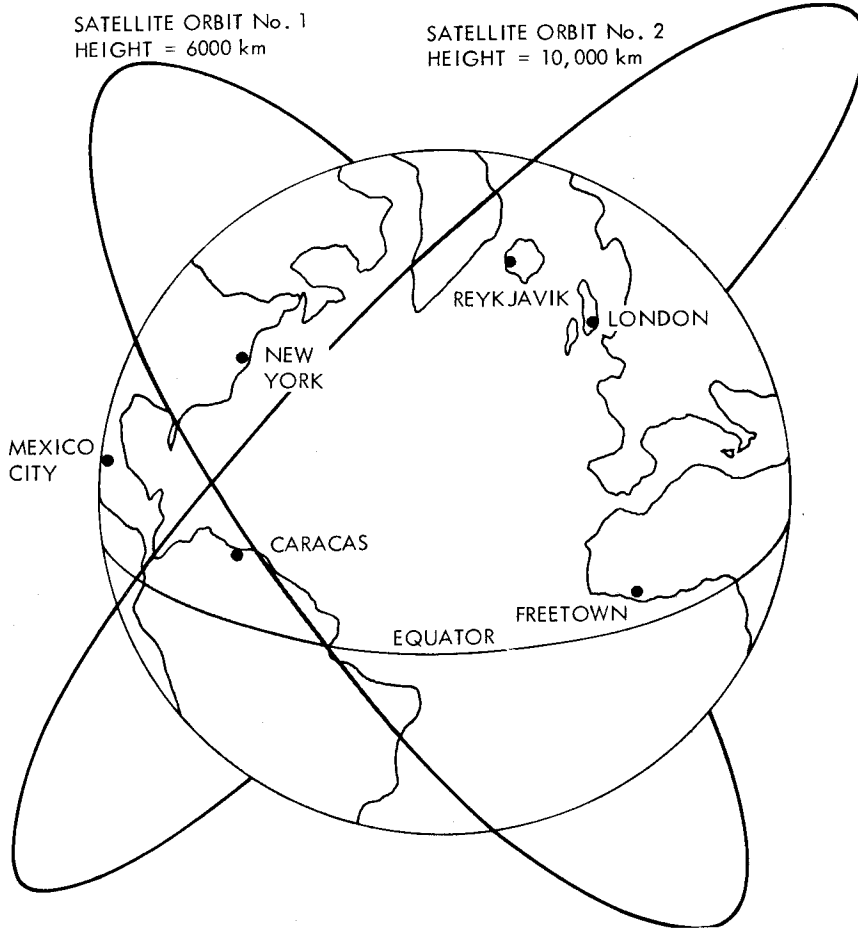 SATELLITE ORBIT No. 1
HEIGHT = 6000 km
SATELLITE ORBIT No. 2
HEIGHT = 10,000 km
REYKJAVIK
LONDON
NEW
YORK
MEXICO
CITY
CARACAS
FREETOWN
EQUATOR